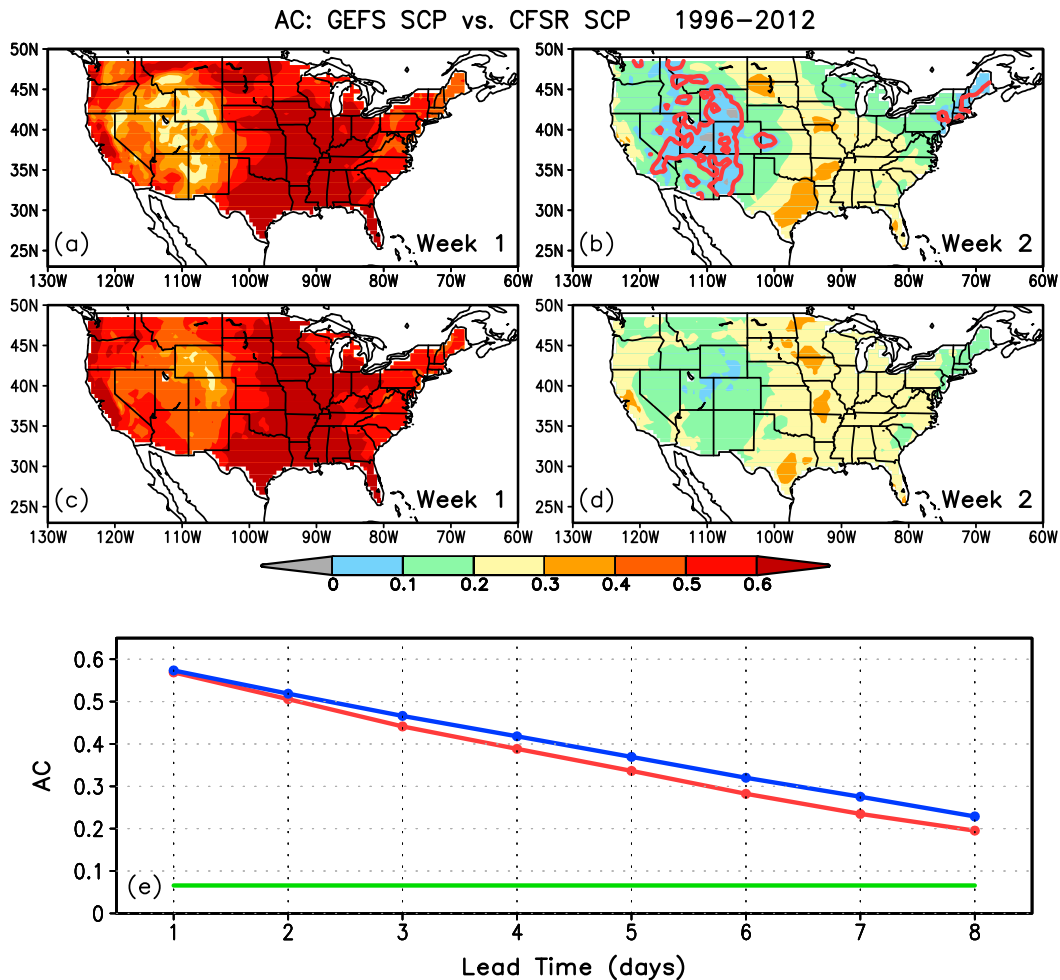 AC: GEFS SCP vs. CFSR SCP 1996−2012
50N
45N
40N
35N
30N
25N
(a)
Week 1
130W 120W 110W 100W 90W 80W 70W 60W
50N
45N
40N
35N
30N
25N
(b)
Week 2
130W 120W 110W 100W 90W 80W 70W 60W
50N
45N
40N
35N
30N
25N
(c)
Week 1
130W 120W 110W 100W 90W 80W 70W 60W
50N
45N
40N
35N
30N
25N
(d)
Week 2
130W 120W 110W 100W 90W 80W 70W 60W
0 0.1 0.2 0.3 0.4 0.5 0.6
AC
0.6
0.5
0.4
0.3
0.2
0.1
0
(e)
1 2 3 4 5 6 7 8
Lead Time (days)